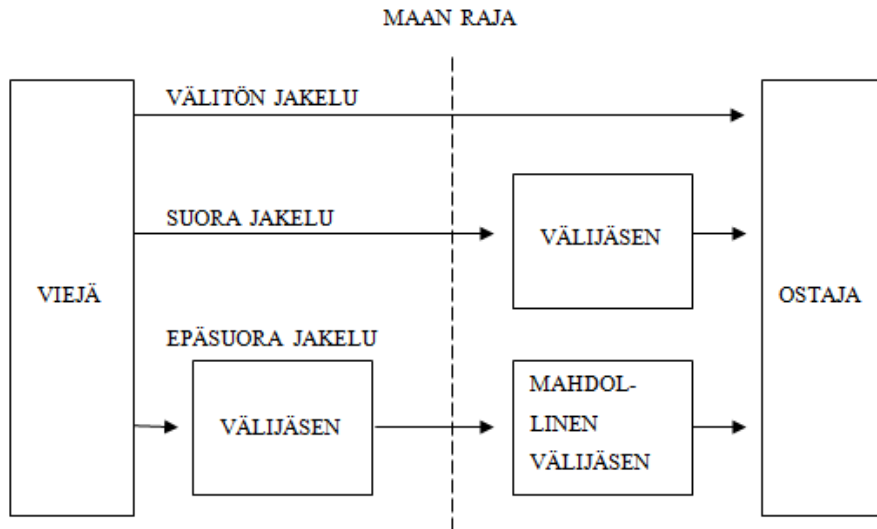 MAAN RAJA
VÄLITÖN JAKELU
SUORA JAKELU
VÄLIJÄSEN
VIEJÄ
OSTAJA
EPÄSUORA JAKELU
VÄLIJÄSEN
MAHDOL-
LINEN
VÄLIJÄSEN